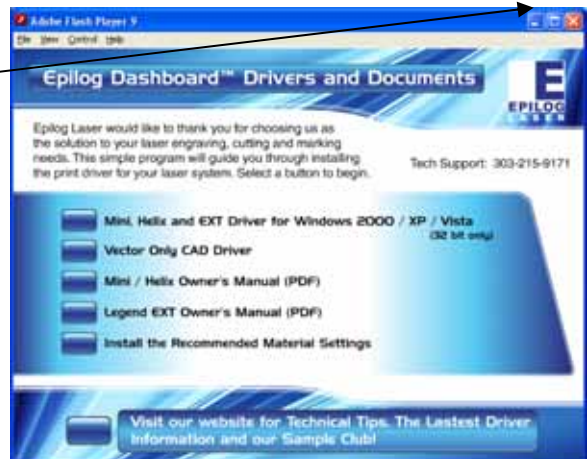 Adobe Flash Player 9
File View Control Help
Epilog Dashboard™ Drivers and Documents
E
EPILOG
LASER
Epilog Laser would like to thank you for choosing us as
the solution to your laser engraving, cutting and marking
needs. This simple program will guide you through installing
the print driver for your laser system. Select a button to begin.
Tech Support: 303-215-9171
Mini, Helix and EXT Driver for Windows 2000 / XP / Vista
(32 bit only)
Vector Only CAD Driver
Mini / Helix Owner's Manual (PDF)
Legend EXT Owner's Manual (PDF)
Install the Recommended Material Settings
Visit our website for Technical Tips, The Lastest Driver
Information and our Sample Club!